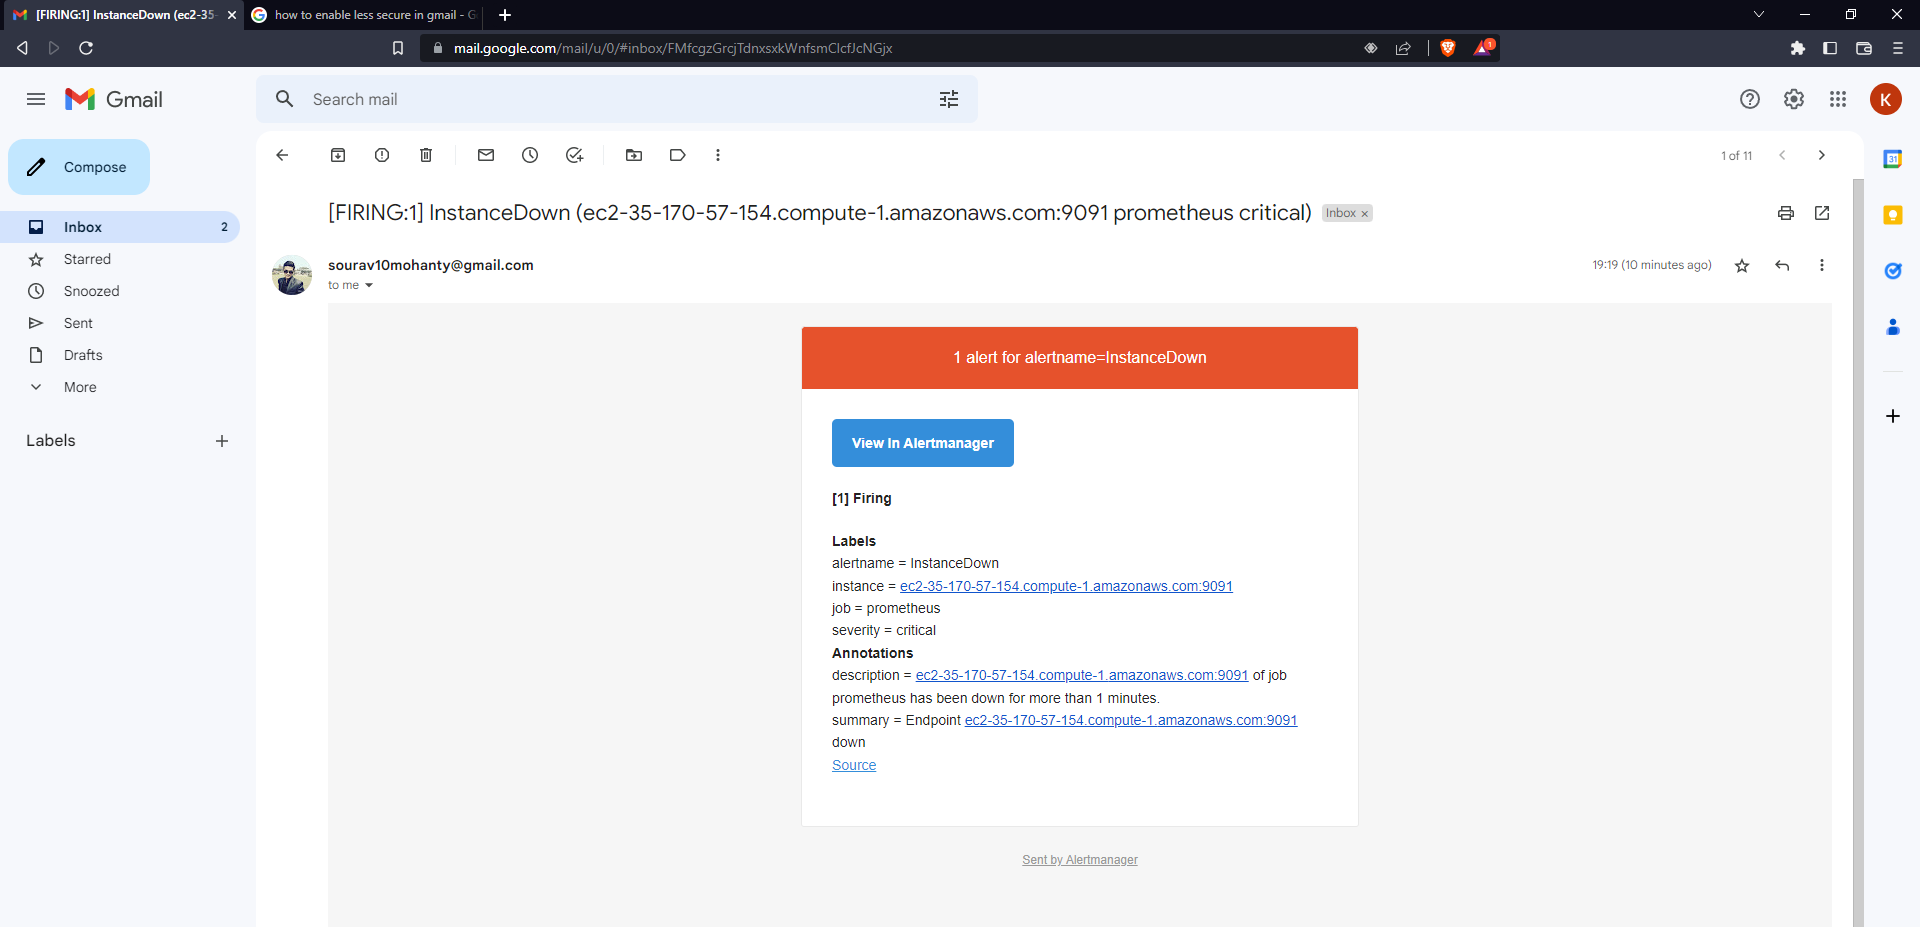 [FIRING:1] InstanceDown (ec2-35-
how to enable less secure in gmail - G
mail.google.com/mail/u/0/#inbox/FMfcgzGrcjTdnxsxkWnfsmClcfJcNGjx
1
Gmail
Search mail
K
Compose
1 of 11
31
[FIRING:1] InstanceDown (ec2-35-170-57-154.compute-1.amazonaws.com:9091 prometheus critical) Inbox ×
Inbox 2
Starred
Snoozed
Sent
Drafts
More
Labels
sourav10mohanty@gmail.com
19:19 (10 minutes ago)
to me
1 alert for alertname=InstanceDown
View In Alertmanager
[1] Firing
Labels
alertname = InstanceDown
instance = ec2-35-170-57-154.compute-1.amazonaws.com:9091
job = prometheus
severity = critical
Annotations
description = ec2-35-170-57-154.compute-1.amazonaws.com:9091 of job
prometheus has been down for more than 1 minutes.
summary = Endpoint ec2-35-170-57-154.compute-1.amazonaws.com:9091
down
Source
Sent by Alertmanager